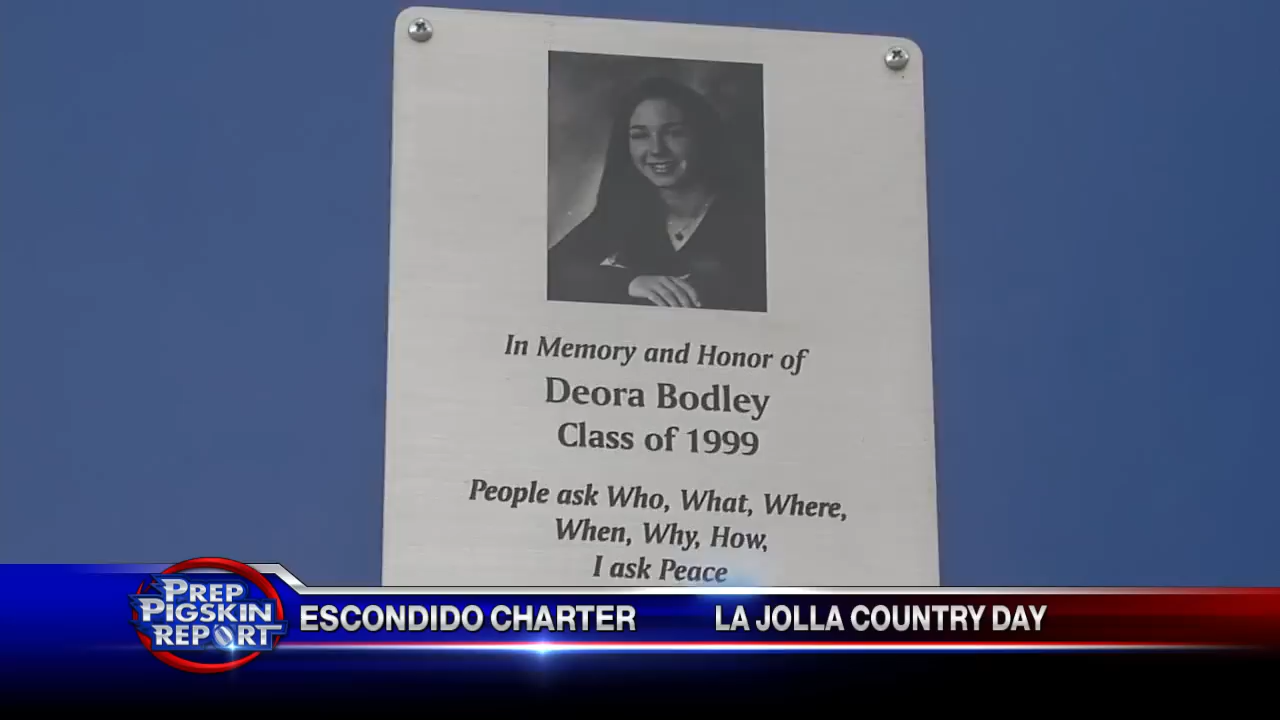 In Memory and Honor of
Deora Bodley
Class of 1999
People ask Who, What, Where,
When, Why, How,
I ask Peace
PREP
PIGSKIN
REPORT
ESCONDIDO CHARTER
LA JOLLA COUNTRY DAY